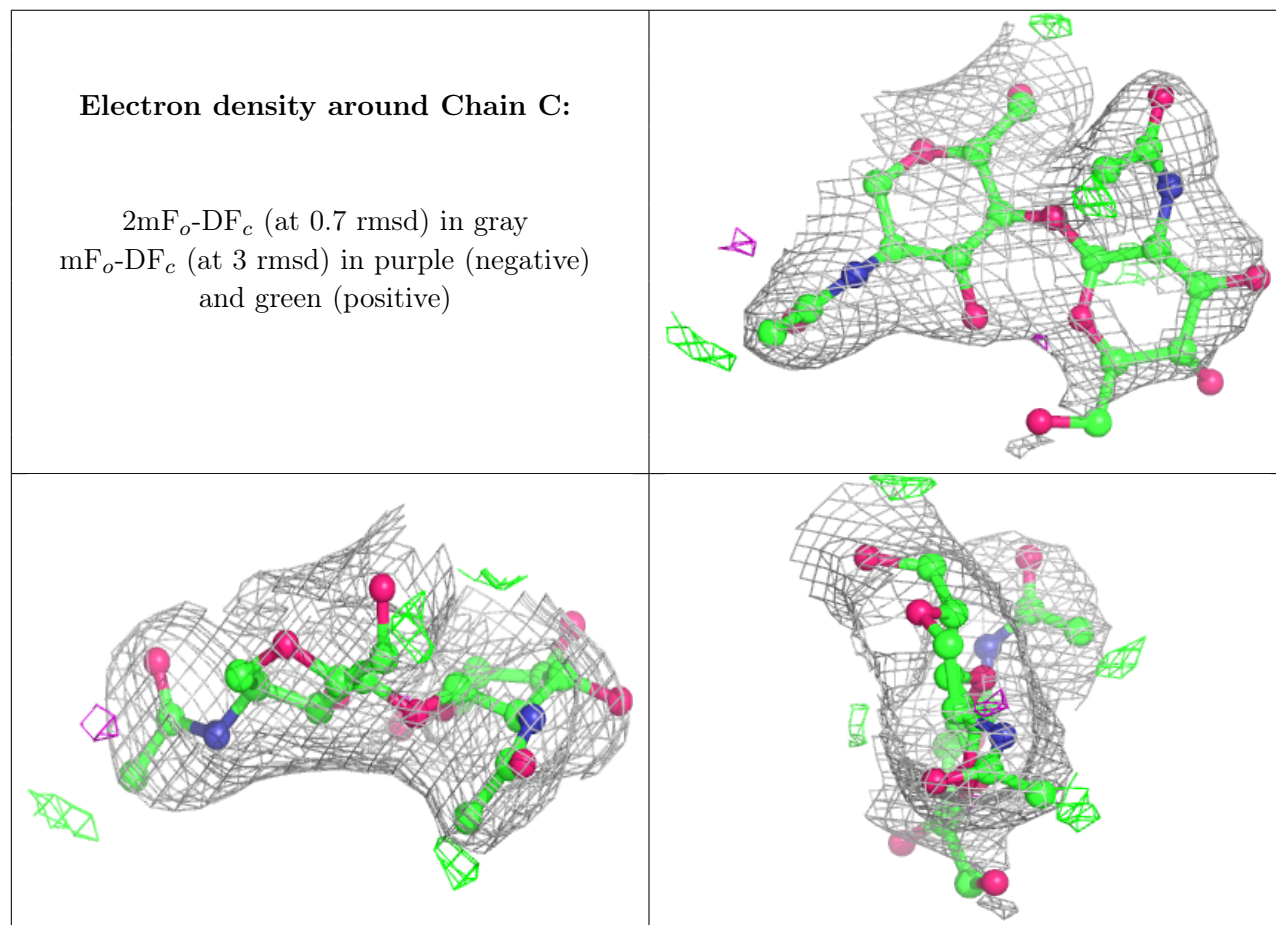 Electron density around Chain C:
2mFₒ-DF𝒸 (at 0.7 rmsd) in gray
mFₒ-DF𝒸 (at 3 rmsd) in purple (negative)
and green (positive)